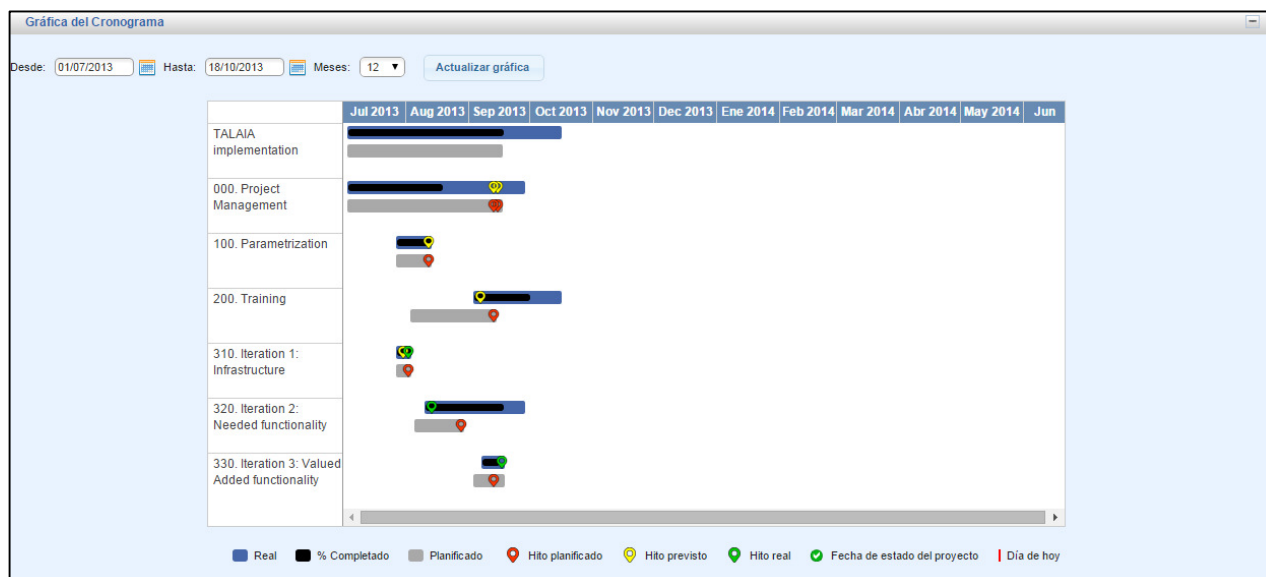 Gráfica del Cronograma
Desde: 01/07/2013 Hasta: 18/10/2013 Meses: 12 Actualizar gráfica
Jul 2013 Aug 2013 Sep 2013 Oct 2013 Nov 2013 Dec 2013 Ene 2014 Feb 2014 Mar 2014 Abr 2014 May 2014 Jun
TALAIA
implementation
000. Project
Management
100. Parametrization
200. Training
310. Iteration 1:
Infrastructure
320. Iteration 2:
Needed functionality
330. Iteration 3: Valued
Added functionality
Real % Completado Planificado Hito planificado Hito previsto Hito real Fecha de estado del proyecto Día de hoy